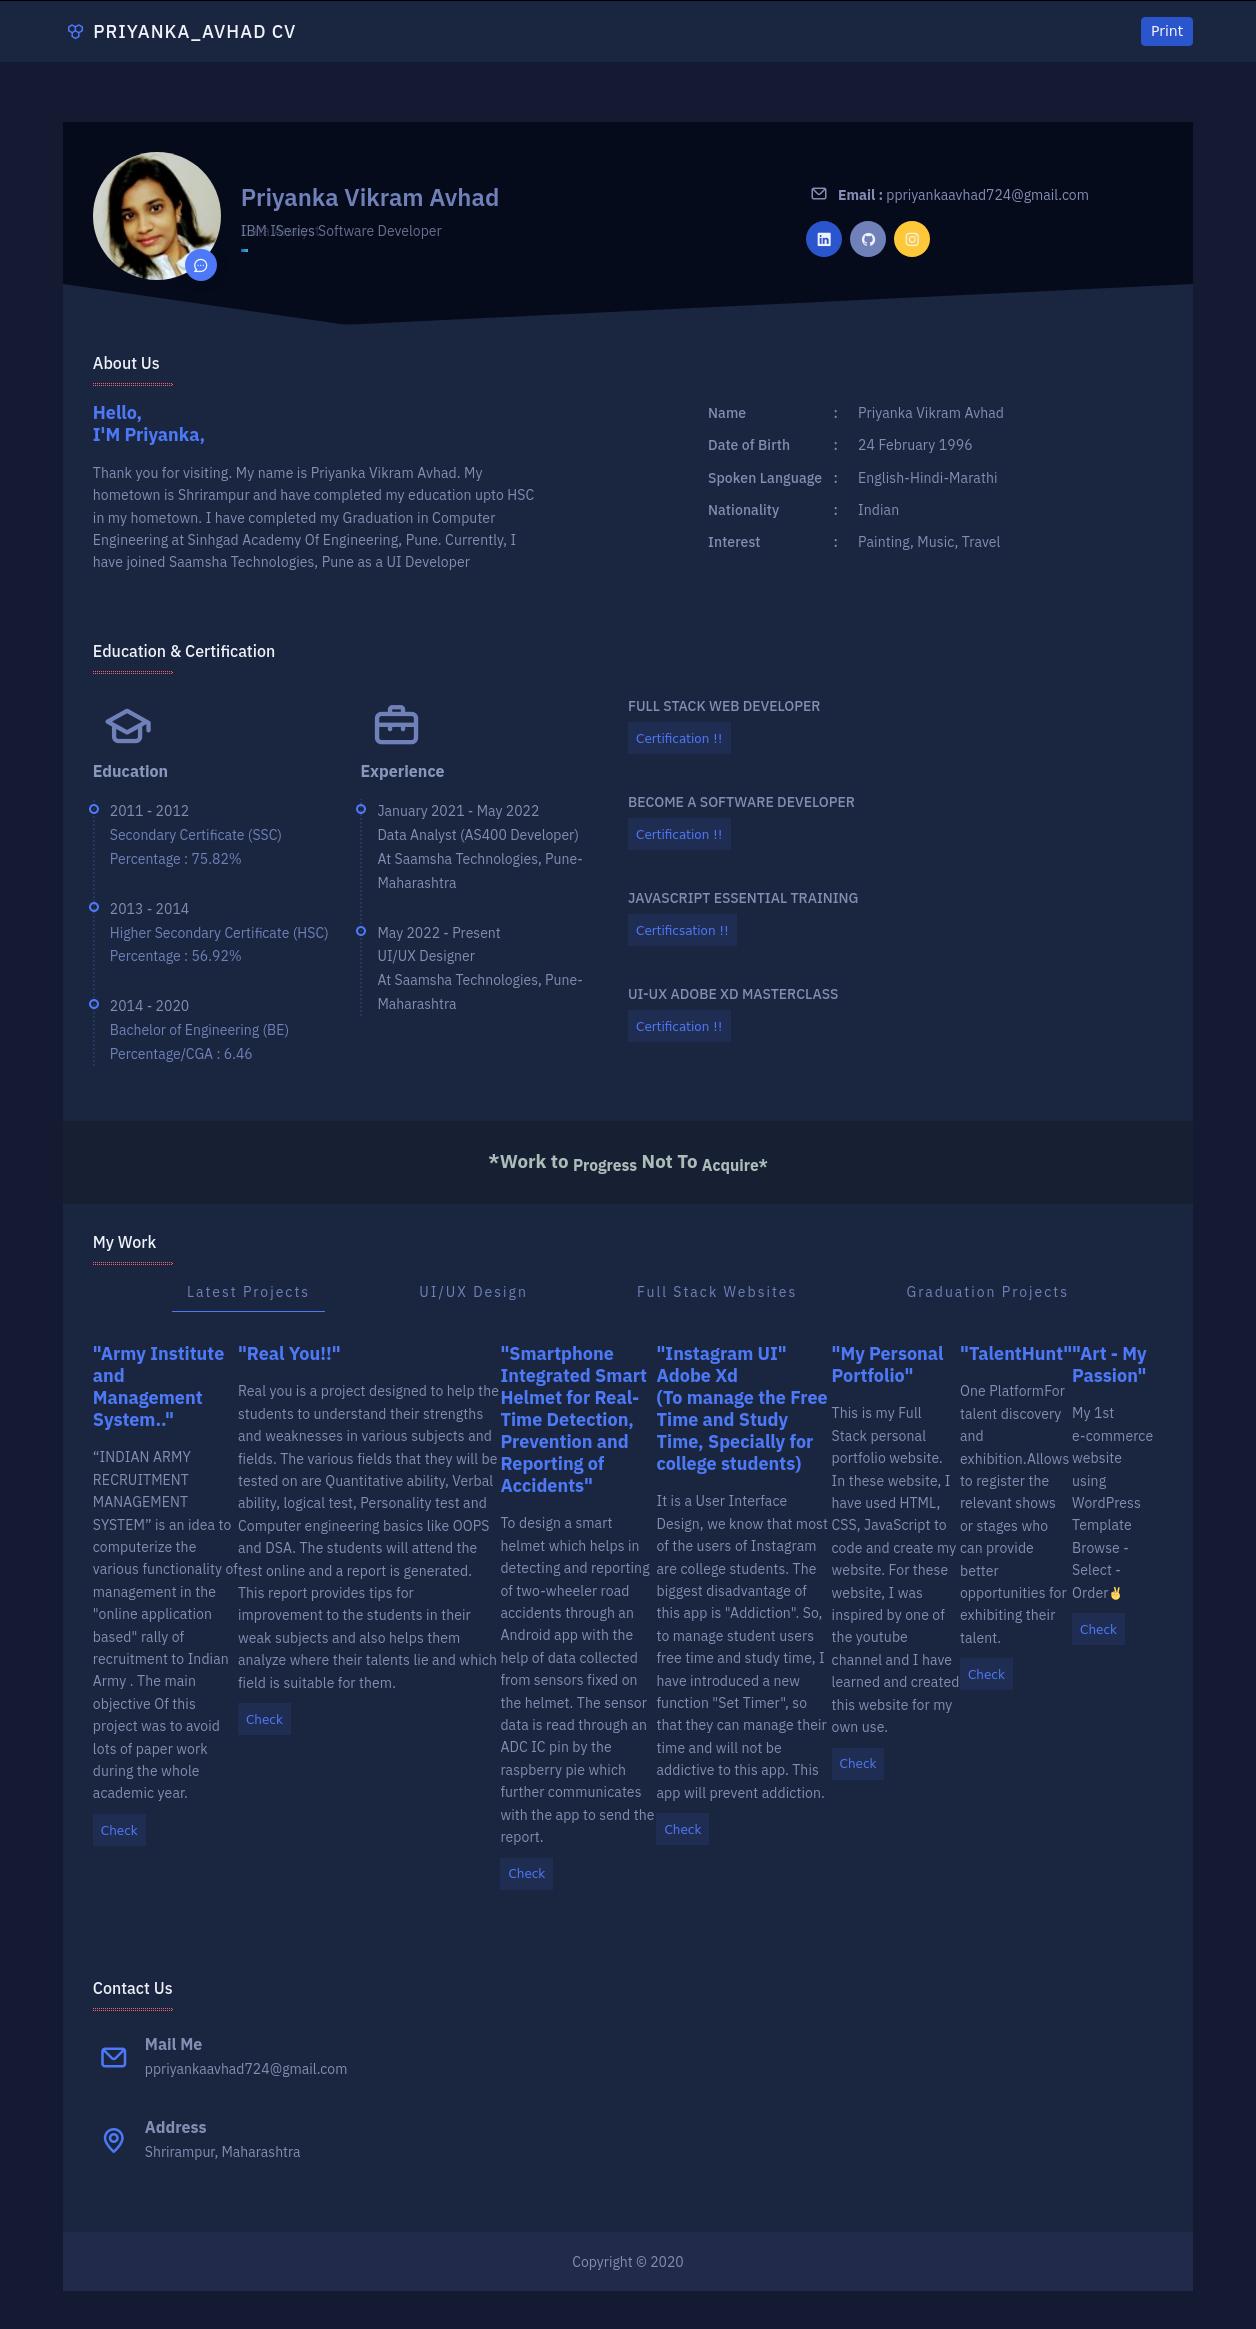 PRIYANKA_AVHAD CV
Print
Priyanka Vikram Avhad
IBM ISeries Software Developer
Email : ppriyankaavhad724@gmail.com
About Us
Hello,
I'M Priyanka,
Thank you for visiting. My name is Priyanka Vikram Avhad. My
hometown is Shrirampur and have completed my education upto HSC
in my hometown. I have completed my Graduation in Computer
Engineering at Sinhgad Academy Of Engineering, Pune. Currently, I
have joined Saamsha Technologies, Pune as a UI Developer
Name : Priyanka Vikram Avhad
Date of Birth : 24 February 1996
Spoken Language : English-Hindi-Marathi
Nationality : Indian
Interest : Painting, Music, Travel
Education & Certification
Education
2011 - 2012
Secondary Certificate (SSC)
Percentage : 75.82%
2013 - 2014
Higher Secondary Certificate (HSC)
Percentage : 56.92%
2014 - 2020
Bachelor of Engineering (BE)
Percentage/CGA : 6.46
Experience
January 2021 - May 2022
Data Analyst (AS400 Developer)
At Saamsha Technologies, Pune-
Maharashtra
May 2022 - Present
UI/UX Designer
At Saamsha Technologies, Pune-
Maharashtra
FULL STACK WEB DEVELOPER
Certification !!
BECOME A SOFTWARE DEVELOPER
Certification !!
JAVASCRIPT ESSENTIAL TRAINING
Certificsation !!
UI-UX ADOBE XD MASTERCLASS
Certification !!
*Work to Progress Not To Acquire*
My Work
Latest Projects
UI/UX Design
Full Stack Websites
Graduation Projects
"Army Institute
and
Management
System.."
“INDIAN ARMY
RECRUITMENT
MANAGEMENT
SYSTEM” is an idea to
computerize the
various functionality of
management in the
"online application
based" rally of
recruitment to Indian
Army . The main
objective Of this
project was to avoid
lots of paper work
during the whole
academic year.
Check
"Real You!!"
Real you is a project designed to help the
students to understand their strengths
and weaknesses in various subjects and
fields. The various fields that they will be
tested on are Quantitative ability, Verbal
ability, logical test, Personality test and
Computer engineering basics like OOPS
and DSA. The students will attend the
test online and a report is generated.
This report provides tips for
improvement to the students in their
weak subjects and also helps them
analyze where their talents lie and which
field is suitable for them.
Check
"Smartphone
Integrated Smart
Helmet for Real-
Time Detection,
Prevention and
Reporting of
Accidents"
To design a smart
helmet which helps in
detecting and reporting
of two-wheeler road
accidents through an
Android app with the
help of data collected
from sensors fixed on
the helmet. The sensor
data is read through an
ADC IC pin by the
raspberry pie which
further communicates
with the app to send the
report.
Check
"Instagram UI"
Adobe Xd
(To manage the Free
Time and Study
Time, Specially for
college students)
It is a User Interface
Design, we know that most
of the users of Instagram
are college students. The
biggest disadvantage of
this app is "Addiction". So,
to manage student users
free time and study time, I
have introduced a new
function "Set Timer", so
that they can manage their
time and will not be
addictive to this app. This
app will prevent addiction.
Check
"My Personal
Portfolio"
This is my Full
Stack personal
portfolio website.
In these website, I
have used HTML,
CSS, JavaScript to
code and create my
website. For these
website, I was
inspired by one of
the youtube
channel and I have
learned and created
this website for my
own use.
Check
"TalentHunt"
One PlatformFor
talent discovery
and
exhibition.Allows
to register the
relevant shows
or stages who
can provide
better
opportunities for
exhibiting their
talent.
Check
"Art - My
Passion"
My 1st
e-commerce
website
using
WordPress
Template
Browse -
Select -
Order✌
Check
Contact Us
Mail Me
ppriyankaavhad724@gmail.com
Address
Shrirampur, Maharashtra
Copyright © 2020